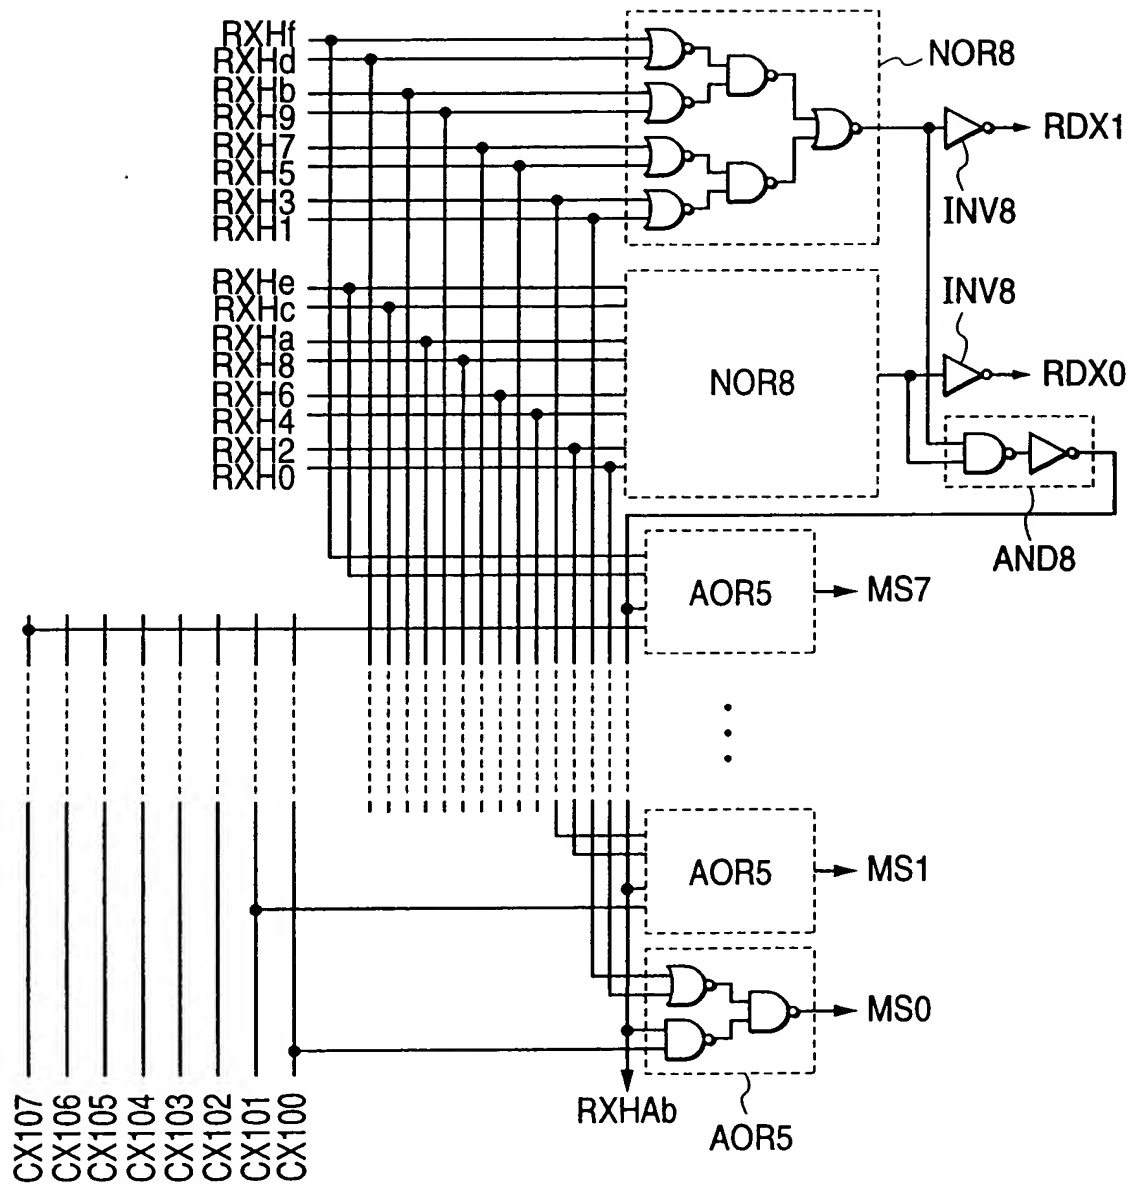 RXHf
RXHd
RXHb
RXH9
RXH7
RXH5
RXH3
RXH1
NOR8
RDX1
INV8
RXHe
RXHc
RXHa
RXH8
RXH6
RXH4
RXH2
RXH0
NOR8
INV8
RDX0
AND8
AOR5
MS7
AOR5
MS1
MS0
AOR5
RXHAb
CX107
CX106
CX105
CX104
CX103
CX102
CX101
CX100